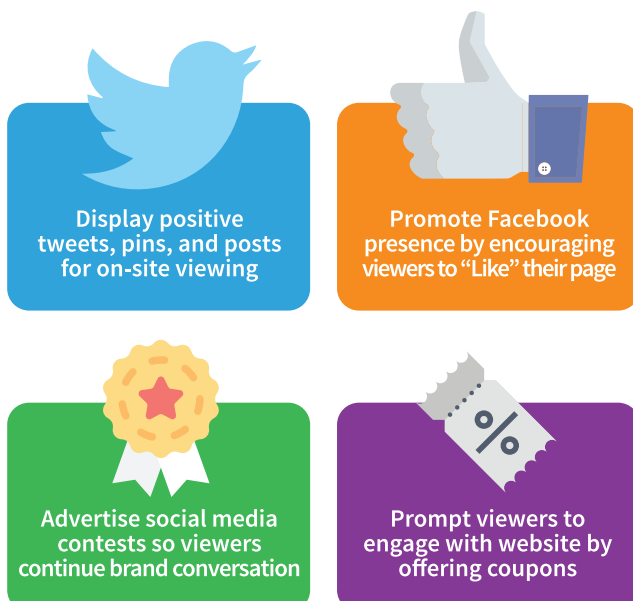 Display positive
tweets, pins, and posts
for on-site viewing
Promote Facebook
presence by encouraging
viewers to “Like” their page
Advertise social media
contests so viewers
continue brand conversation
%
Prompt viewers to
engage with website by
offering coupons